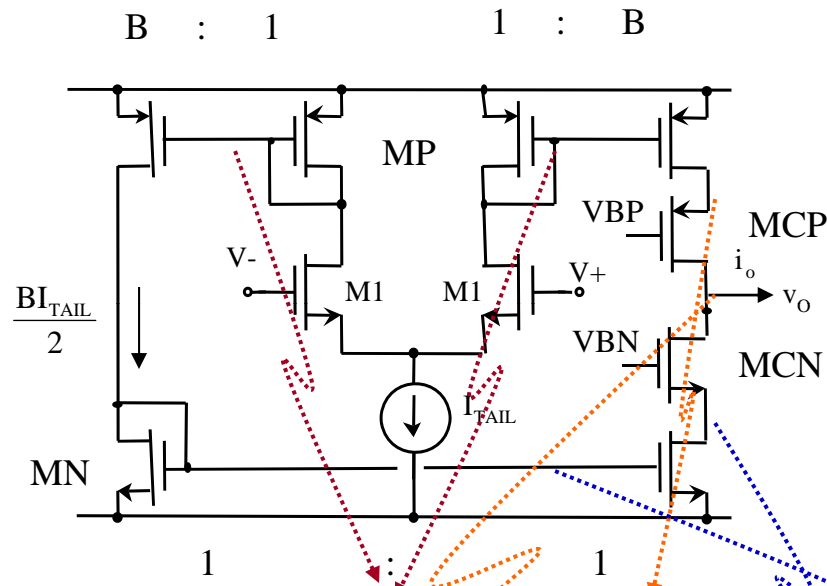 B : 1
1 : B
MP
VBP
MCP
V-
M1
M1
V+
i_o
v_O
BI_TAIL
2
VBN
MCN
I_TAIL
MN
1 : 1